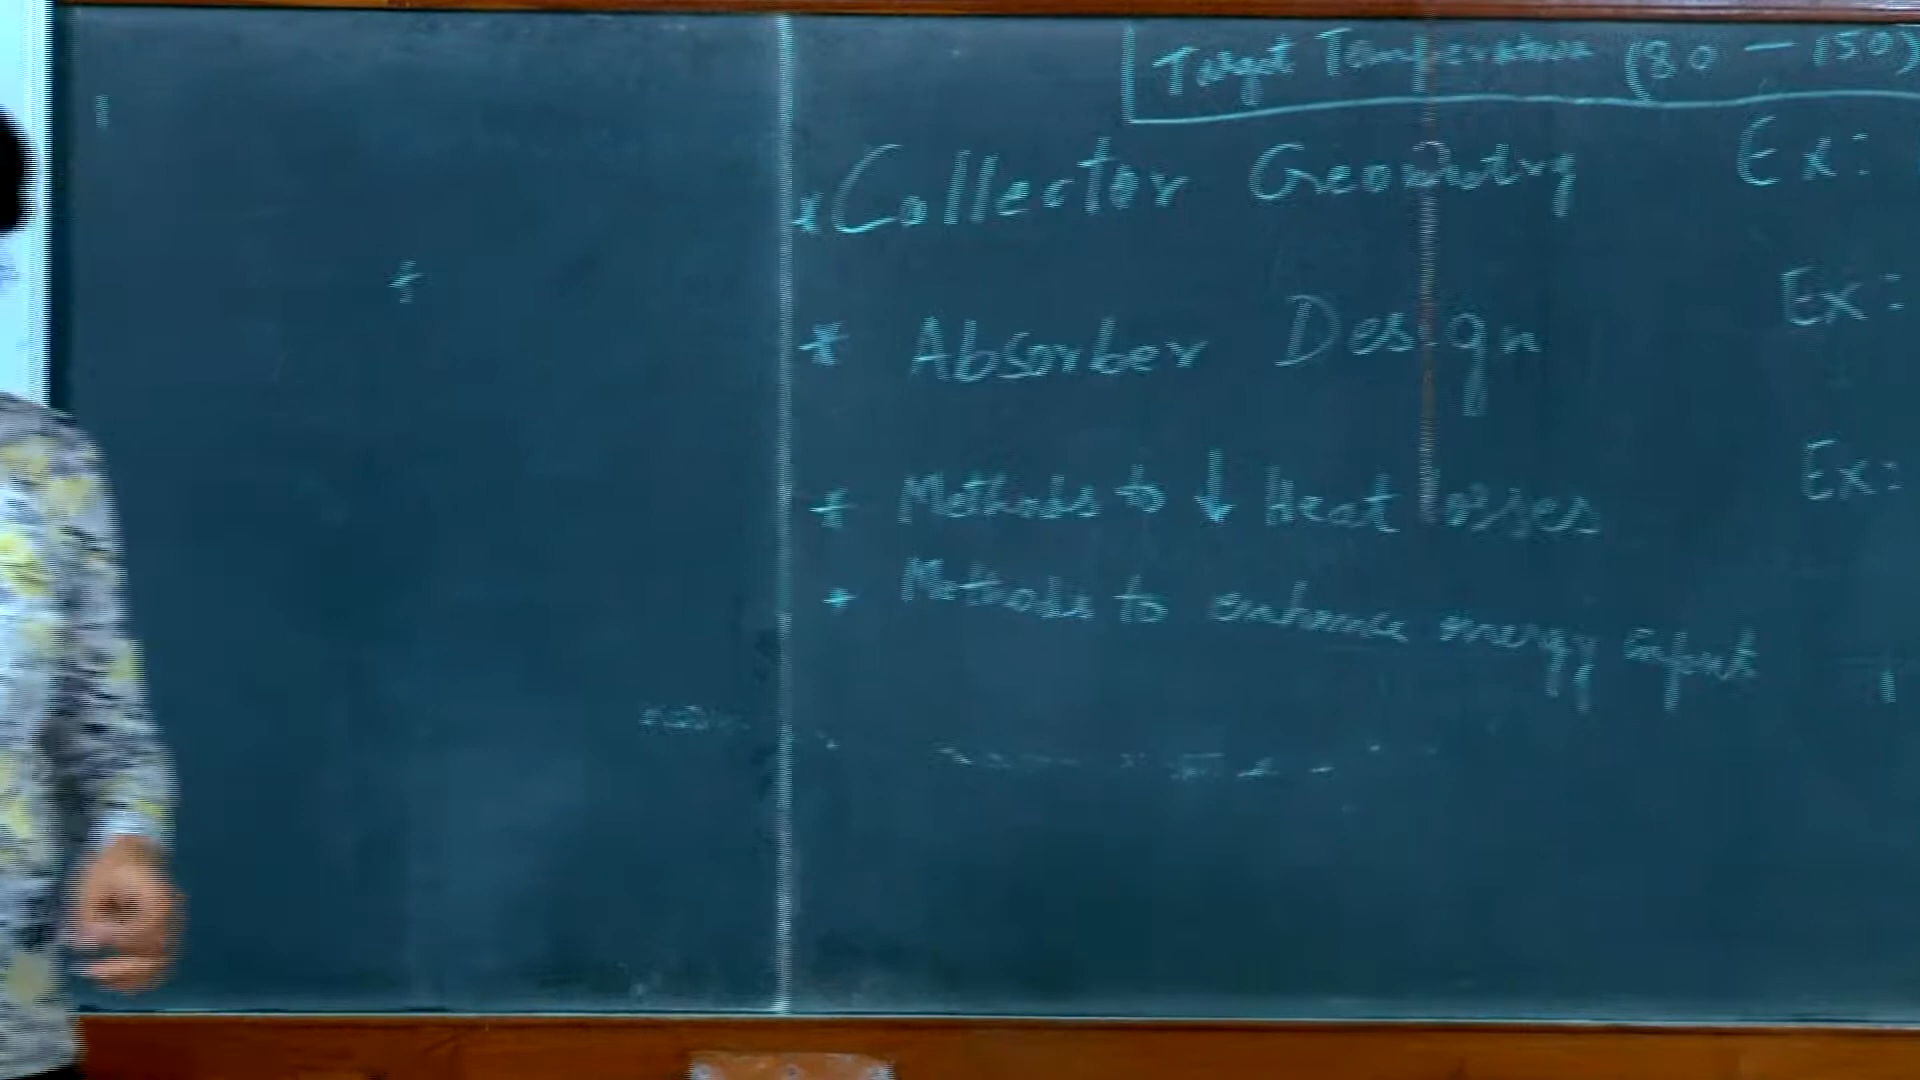 Target Temperature (80 - 150)
* Collector Geometry Ex:
* Absorber Design Ex:
* Methods to ↓ Heat losses Ex:
* Methods to enhance energy output